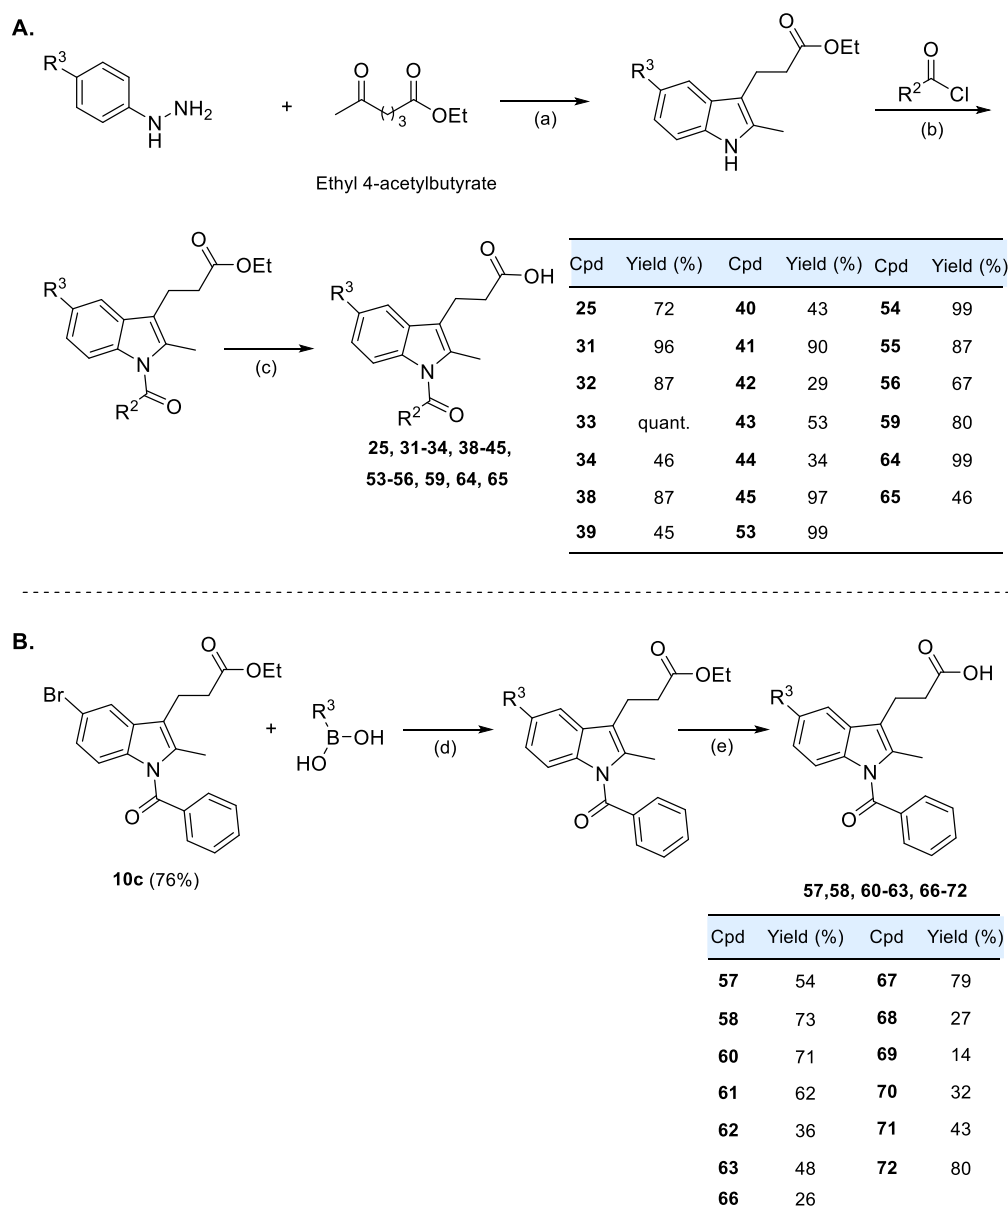 A.
R3
N
H
NH2
+
O
O
( )3
OEt
Ethyl 4-acetylbutyrate
(a)
R3
O
OEt
N
H
O
R2
Cl
(b)
R3
O
OEt
N
R2
O
(c)
R3
O
OH
N
R2
O
25, 31-34, 38-45,
53-56, 59, 64, 65
Cpd Yield (%) Cpd Yield (%) Cpd Yield (%)
25 72 40 43 54 99
31 96 41 90 55 87
32 87 42 29 56 67
33 quant. 43 53 59 80
34 46 44 34 64 99
38 87 45 97 65 46
39 45 53 99
B.
Br
O
OEt
N
O
10c (76%)
+
R3
B-OH
HO
(d)
R3
O
OEt
N
O
(e)
R3
O
OH
N
O
57,58, 60-63, 66-72
Cpd Yield (%) Cpd Yield (%)
57 54 67 79
58 73 68 27
60 71 69 14
61 62 70 32
62 36 71 43
63 48 72 80
66 26